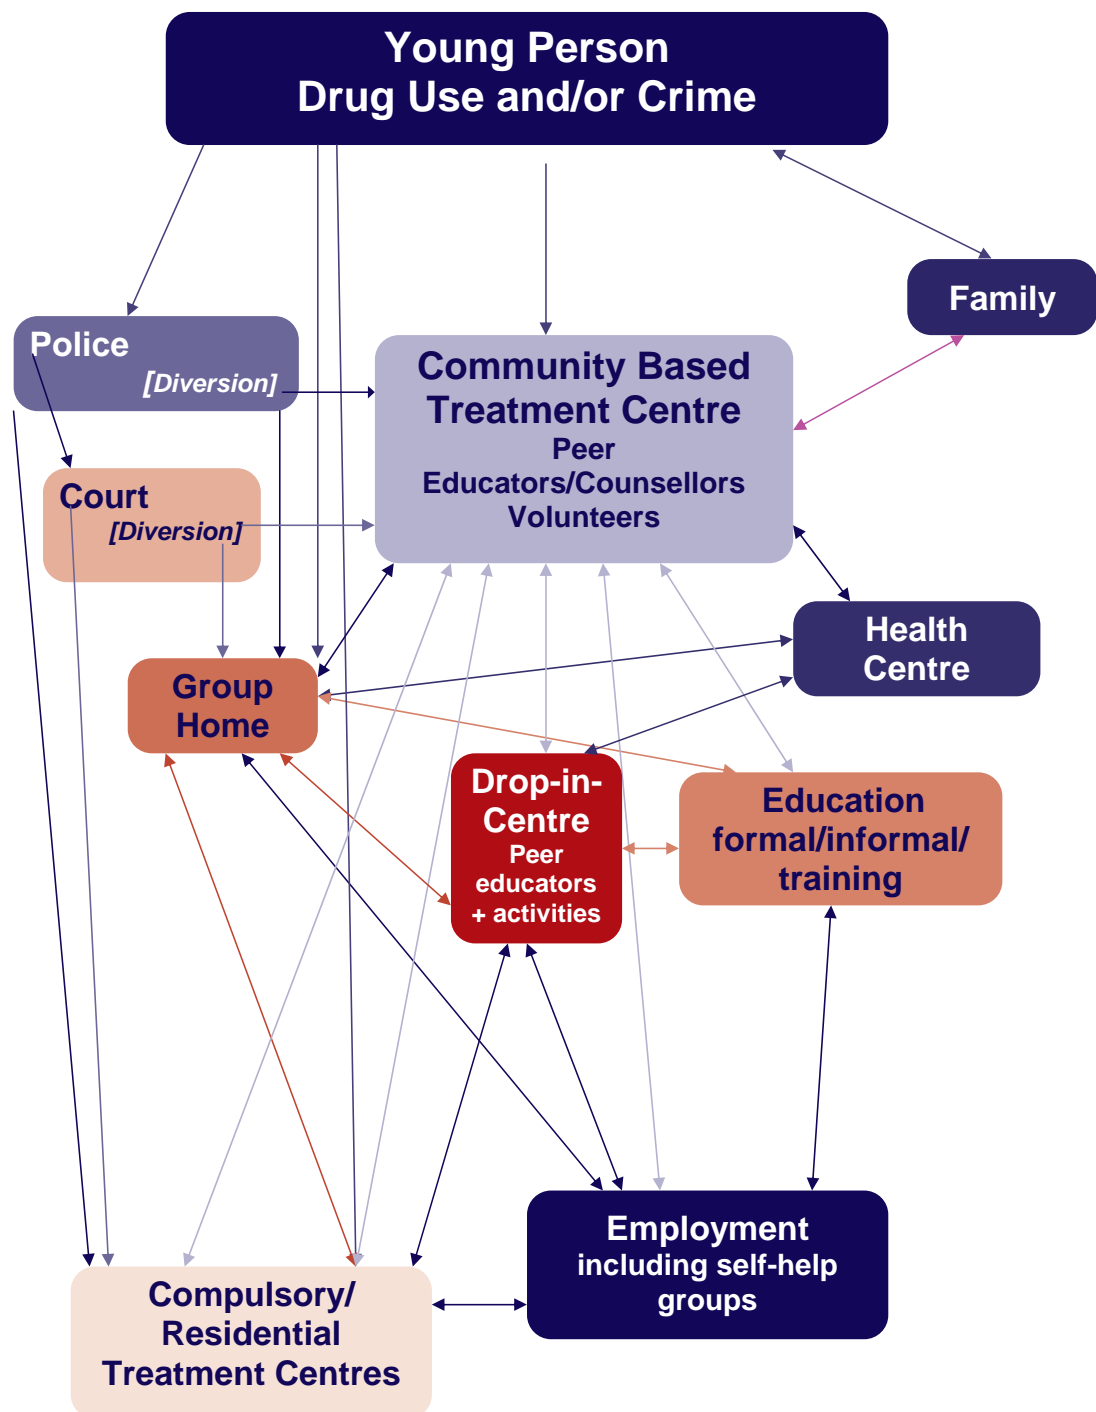 Young Person
Drug Use and/or Crime
Family
Police
[Diversion]
Community Based
Treatment Centre
Peer
Educators/Counsellors
Volunteers
Court
[Diversion]
Health
Centre
Group
Home
Drop-in-
Centre
Peer
educators
+ activities
Education
formal/informal/
training
Employment
including self-help
groups
Compulsory/
Residential
Treatment Centres